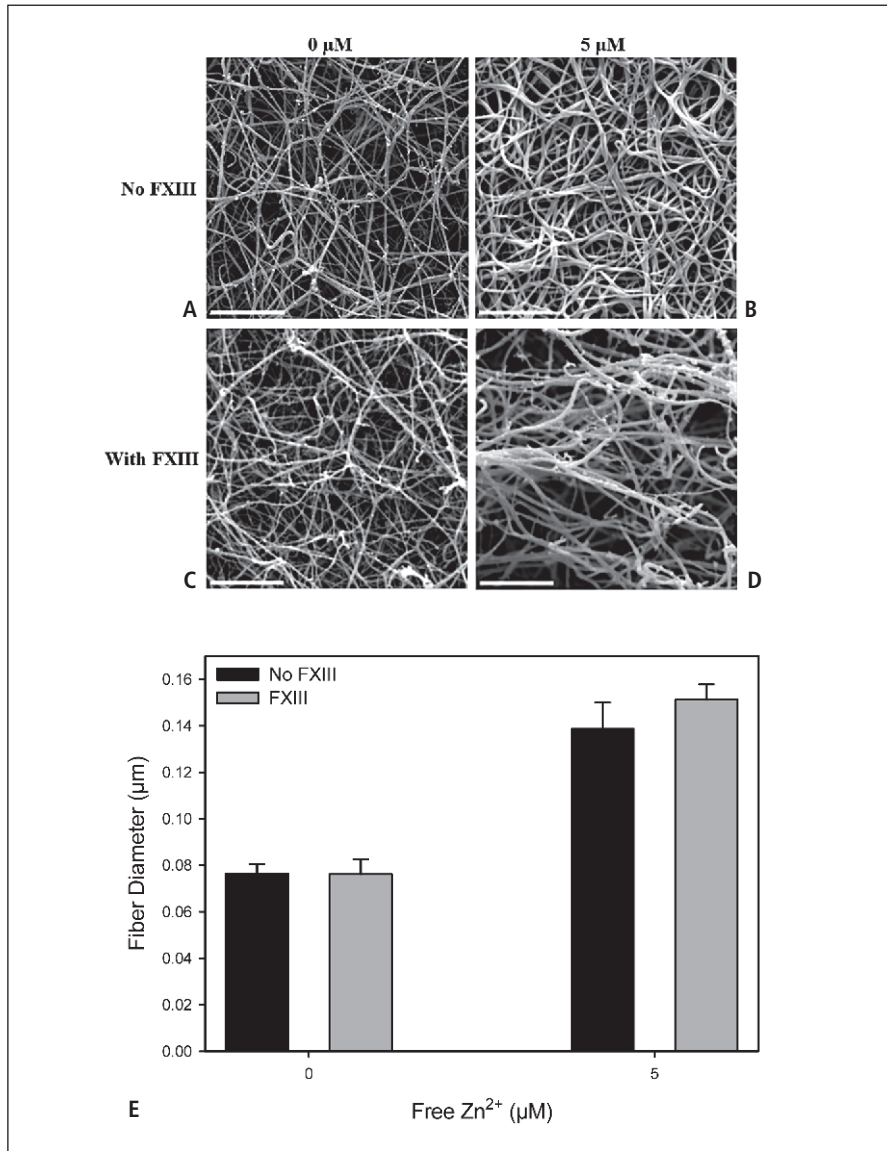 0 µM 5 µM
No FXIII
A B
With FXIII
C D
No FXIII
FXIII
0.16
0.14
0.12
0.10
0.08
0.06
0.04
0.02
0.00
Fiber Diameter (µm)
0 5
E Free Zn²⁺ (µM)